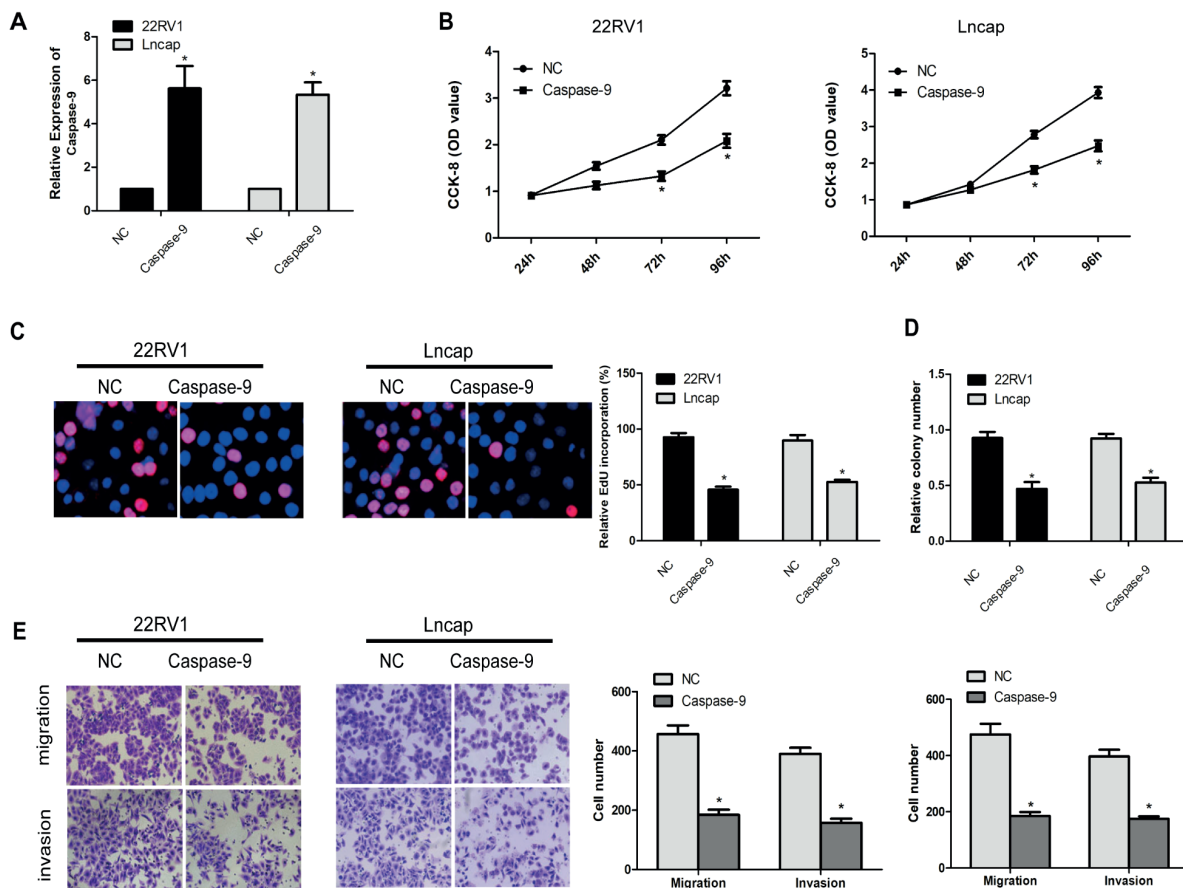 A
22RV1
Lncap
Relative Expression of
Caspase-9
8
6
4
2
0
*
*
NC
Caspase-9
NC
Caspase-9
B
22RV1
CCK-8 (OD value)
4
3
2
1
0
NC
Caspase-9
*
*
24h
48h
72h
96h
Lncap
CCK-8 (OD value)
5
4
3
2
1
0
NC
Caspase-9
*
*
24h
48h
72h
96h
C
22RV1
NC
Caspase-9
Lncap
NC
Caspase-9
Relative EdU incorporation (%)
150
100
50
0
22RV1
Lncap
*
*
NC
Caspase-9
NC
Caspase-9
D
Relative colony number
1.5
1.0
0.5
0.0
22RV1
Lncap
*
*
NC
Caspase-9
NC
Caspase-9
E
22RV1
NC
Caspase-9
Lncap
NC
Caspase-9
migration
invasion
Cell number
600
400
200
0
NC
Caspase-9
*
*
Migration
Invasion
Cell number
600
400
200
0
NC
Caspase-9
*
*
Migration
Invasion